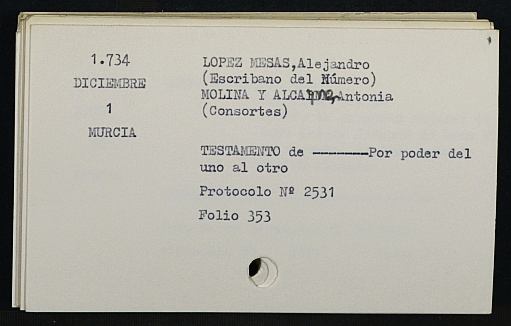 1.734
DICIEMBRE
1
MURCIA
LOPEZ MESAS,Alejandro
(Escribano del Número)
MOLINA Y Antonia
(Consortes)
TESTAMENTO de -------Por poder del
uno al otro
Protocolo Nº 2531
Folio 353